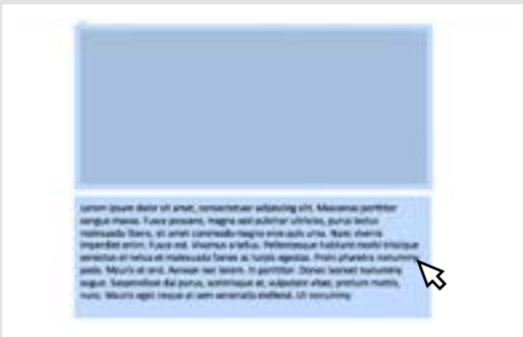 Lorem ipsum dolor sit amet, consectetuer adipiscing elit. Maecenas porttitor
congue massa. Fusce posuere, magna sed pulvinar ultricies, purus lectus
malesuada libero, sit amet commodo magna eros quis urna. Nunc viverra
imperdiet enim. Fusce est. Vivamus a tellus. Pellentesque habitant morbi tristique
senectus et netus et malesuada fames ac turpis egestas. Proin pharetra nonummy
pede. Mauris et orci. Aenean nec lorem. In porttitor. Donec laoreet nonummy
augue. Suspendisse dui purus, scelerisque at, vulputate vitae, pretium mattis,
nunc. Mauris eget neque at sem venenatis eleifend. Ut nonummy